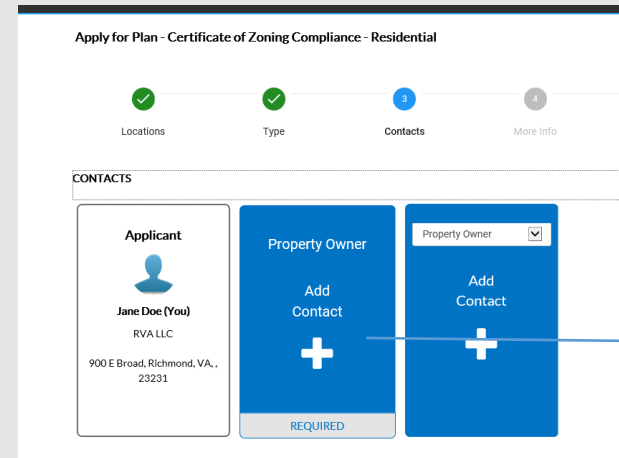 Apply for Plan - Certificate of Zoning Compliance - Residential
3
4
Locations
Type
Contacts
More Info
CONTACTS
Applicant
Jane Doe (You)
RVA LLC
900 E Broad, Richmond, VA, ,
23231
Property Owner
Add
Contact
REQUIRED
Property Owner
Add
Contact